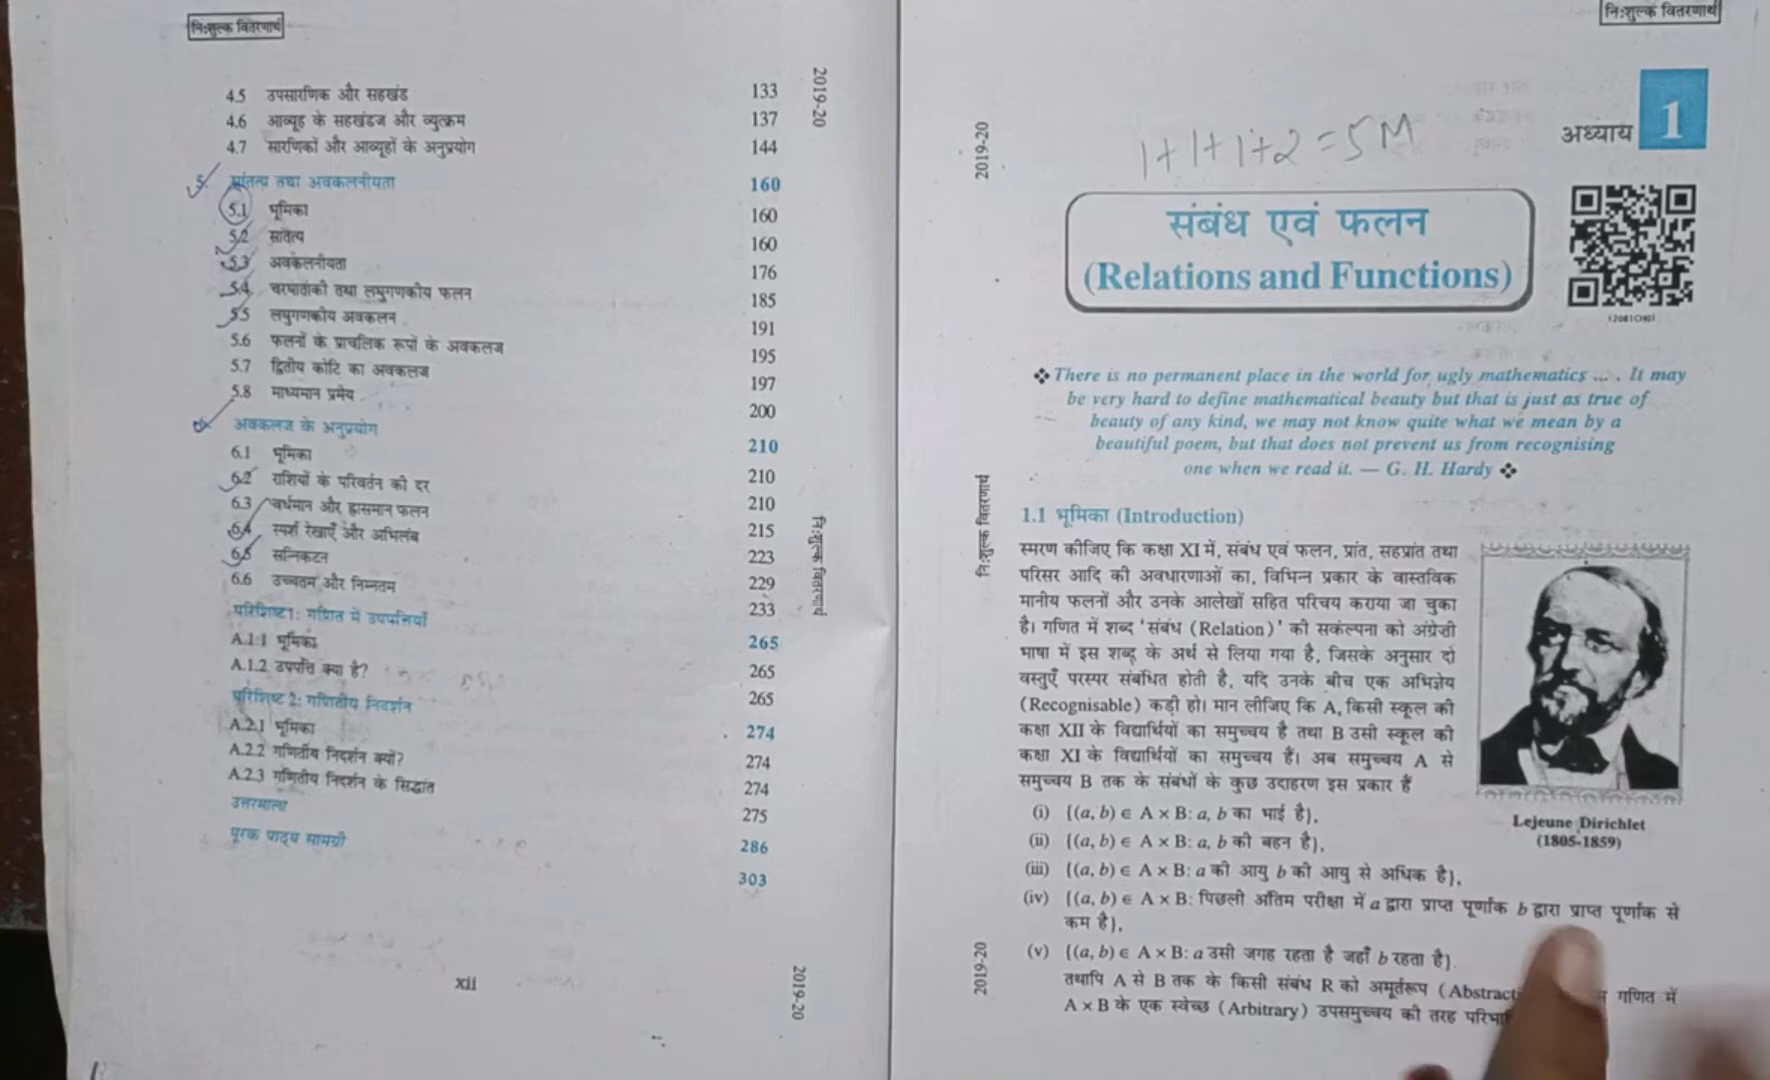 नि:शुल्क वितरणार्थ
4.5 उपसारणिक और सहखंड 133
4.6 आव्यूह के सहखंडज और व्युत्क्रम 137
4.7 सारणिकों और आव्यूहों के अनुप्रयोग 144
5. सांतत्य तथा अवकलनीयता 160
5.1 भूमिका 160
5.2 सांतत्य 160
5.3 अवकलनीयता 176
5.4 चरघातांकी तथा लघुगणकीय फलन 185
5.5 लघुगणकीय अवकलन 191
5.6 फलनों के प्राचलिक रूपों के अवकलज 195
5.7 द्वितीय कोटि का अवकलज 197
5.8 माध्यमान प्रमेय 200
अवकलज के अनुप्रयोग 210
6.1 भूमिका 210
6.2 राशियों के परिवर्तन की दर 210
6.3 वर्धमान और ह्रासमान फलन 215
6.4 स्पर्श रेखाएँ और अभिलंब 223
6.5 सन्निकटन 229
6.6 उच्चतम और निम्नतम 233
परिशिष्ट 1: गणित में उपपत्तियाँ 265
A.1.1 भूमिका 265
A.1.2 उपपत्ति क्या है? 265
परिशिष्ट 2: गणितीय निदर्शन 274
A.2.1 भूमिका 274
A.2.2 गणितीय निदर्शन क्यों? 274
A.2.3 गणितीय निदर्शन के सिद्धांत 275
उत्तरमाला 286
पूरक पाठ्य सामग्री 303
xii
2019-20
नि:शुल्क वितरणार्थ
2019-20
नि:शुल्क वितरणार्थ
2019-20
नि:शुल्क वितरणार्थ
2019-20
1+1+1+2=5M
अध्याय 1
संबंध एवं फलन
(Relations and Functions)
❖ There is no permanent place in the world for ugly mathematics ... . It may
be very hard to define mathematical beauty but that is just as true of
beauty of any kind, we may not know quite what we mean by a
beautiful poem, but that does not prevent us from recognising
one when we read it. — G. H. Hardy ❖
1.1 भूमिका (Introduction)
स्मरण कीजिए कि कक्षा XI में, संबंध एवं फलन, प्रांत, सहप्रांत तथा
परिसर आदि की अवधारणाओं का, विभिन्न प्रकार के वास्तविक
मानीय फलनों और उनके आलेखों सहित परिचय कराया जा चुका
है। गणित में शब्द 'संबंध (Relation)' की सकंल्पना को अंग्रेज़ी
भाषा में इस शब्द के अर्थ से लिया गया है, जिसके अनुसार दो
वस्तुएँ परस्पर संबंधित होती है, यदि उनके बीच एक अभिज्ञेय
(Recognisable) कड़ी हो। मान लीजिए कि A, किसी स्कूल की
कक्षा XII के विद्यार्थियों का समुच्चय है तथा B उसी स्कूल की
कक्षा XI के विद्यार्थियों का समुच्चय हैं। अब समुच्चय A से
समुच्चय B तक के संबंधों के कुछ उदाहरण इस प्रकार हैं
Lejeune Dirichlet
(1805-1859)
(i) {(a, b) ∈ A × B: a, b का भाई है},
(ii) {(a, b) ∈ A × B: a, b की बहन है},
(iii) {(a, b) ∈ A × B: a की आयु b की आयु से अधिक है},
(iv) {(a, b) ∈ A × B: पिछली अंतिम परीक्षा में a द्वारा प्राप्त पूर्णांक b द्वारा प्राप्त पूर्णांक से
कम है},
(v) {(a, b) ∈ A × B: a उसी जगह रहता है जहाँ b रहता है}.
तथापि A से B तक के किसी संबंध R को अमूर्तरूप (Abstract गणित में
A × B के एक स्वेच्छ (Arbitrary) उपसमुच्चय की तरह